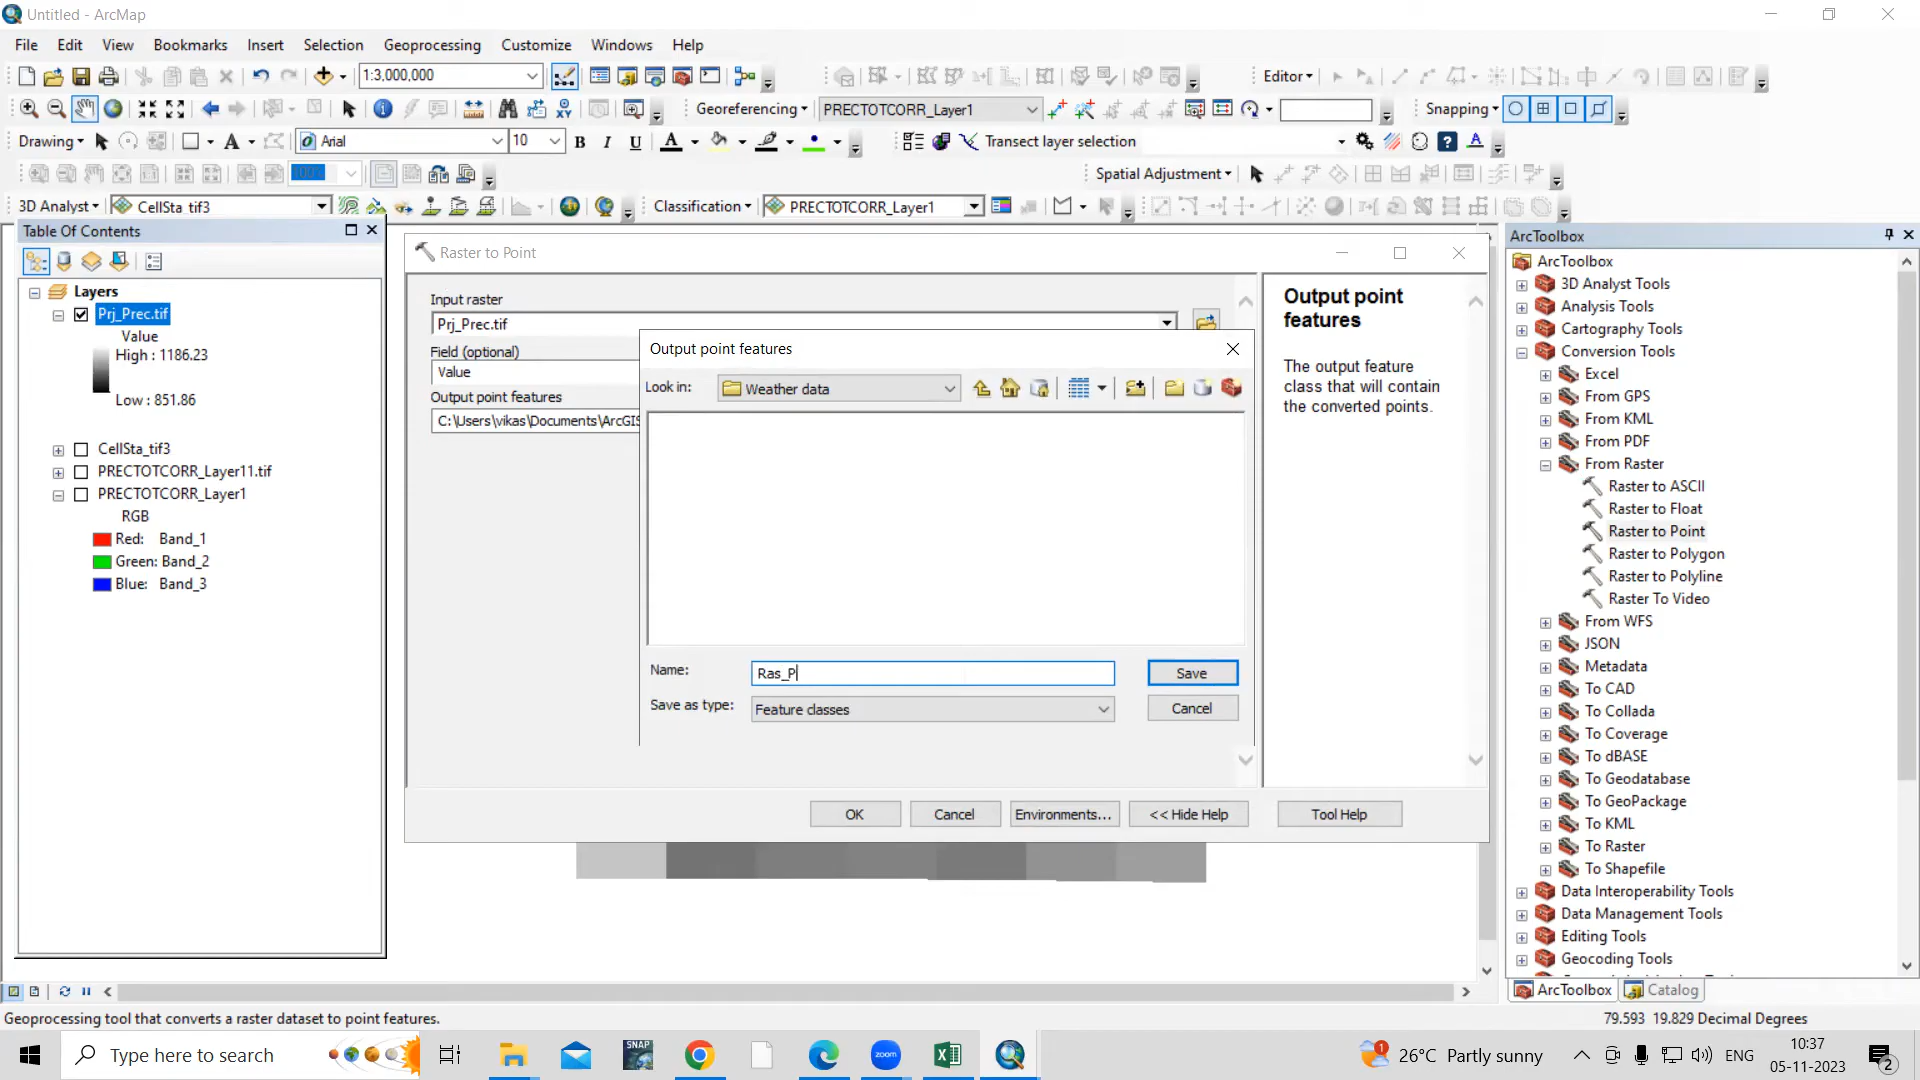 Untitled - ArcMap
File Edit View Bookmarks Insert Selection Geoprocessing Customize Windows Help
1:3,000,000
Editor
Georeferencing PRECTOTCORR_Layer1 Snapping
Drawing A Arial 10 B I U A Transect layer selection
100%
Spatial Adjustment
3D Analyst CellSta_tif3 Classification PRECTOTCORR_Layer1
Table Of Contents
Layers
Prj_Prec.tif
Value
High : 1186.23
Low : 851.86
CellSta_tif3
PRECTOTCORR_Layer11.tif
PRECTOTCORR_Layer1
RGB
Red: Band_1
Green: Band_2
Blue: Band_3
Raster to Point
Input raster
Prj_Prec.tif
Field (optional)
Value
Output point features
C:\Users\vikas\Documents\ArcGIS
Output point features
Look in: Weather data
Name: Ras_P
Save
Save as type: Feature classes
Cancel
OK
Cancel
Environments...
<< Hide Help
Tool Help
Output point
features
The output feature
class that will contain
the converted points.
ArcToolbox
ArcToolbox
3D Analyst Tools
Analysis Tools
Cartography Tools
Conversion Tools
Excel
From GPS
From KML
From PDF
From Raster
Raster to ASCII
Raster to Float
Raster to Point
Raster to Polygon
Raster to Polyline
Raster To Video
From WFS
JSON
Metadata
To CAD
To Collada
To Coverage
To dBASE
To Geodatabase
To GeoPackage
To KML
To Raster
To Shapefile
Data Interoperability Tools
Data Management Tools
Editing Tools
Geocoding Tools
ArcToolbox Catalog
Geoprocessing tool that converts a raster dataset to point features.
79.593 19.829 Decimal Degrees
Type here to search
SNAP
zoom
1
26°C Partly sunny
ENG
10:37
05-11-2023
2